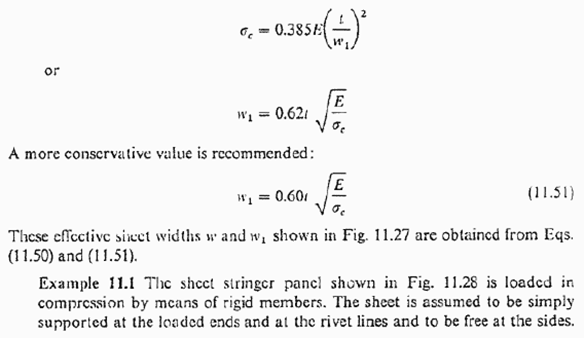 σc = 0.385E(t/w1)²
or
w1 = 0.62t √(E/σc)
A more conservative value is recommended:
w1 = 0.60t √(E/σc) (11.51)
These effective sheet widths w and w1 shown in Fig. 11.27 are obtained from Eqs.
(11.50) and (11.51).
Example 11.1 The sheet stringer panel shown in Fig. 11.28 is loaded in
compression by means of rigid members. The sheet is assumed to be simply
supported at the loaded ends and at the rivet lines and to be free at the sides.